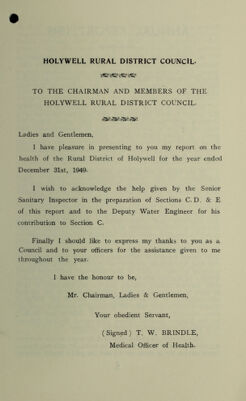 HOLYWELL RURAL DISTRICT COUNCIL.
TO THE CHAIRMAN AND MEMBERS OF THE
HOLYWELL RURAL DISTRICT COUNCIL.
Ladies and Gentlemen,
I have pleasure in presenting to you my report on the
health of the Rural District of Holywell for the year ended
December 31st, 1949.
I wish to acknowledge the help given by the Senior
Sanitary Inspector in the preparation of Sections C. D. & E
of this report and to the Deputy Water Engineer for his
contribution to Section C.
Finally I should like to express my thanks to you as a
Council and to your officers for the assistance given to me
throughout the year.
I have the honour to be,
Mr. Chairman, Ladies & Gentlemen,
Your obedient Servant,
(Signed) T. W. BRINDLE,
Medical Officer of Health.